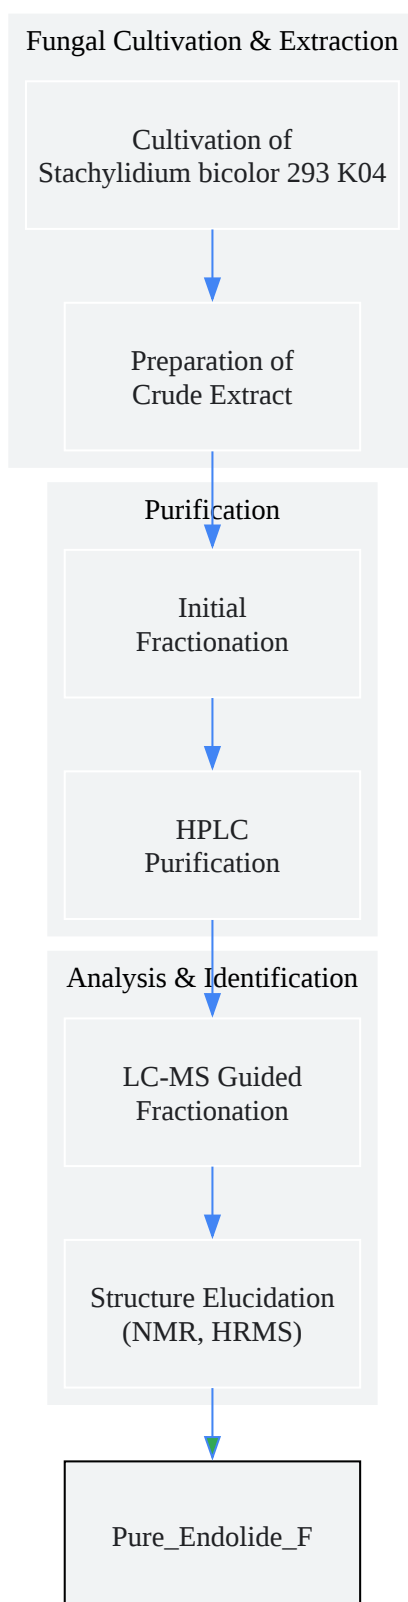 Fungal Cultivation & Extraction
Cultivation of
Stachylidium bicolor 293 K04
Preparation of
Crude Extract
Purification
Initial
Fractionation
HPLC
Purification
Analysis & Identification
LC-MS Guided
Fractionation
Structure Elucidation
(NMR, HRMS)
Pure_Endolide_F